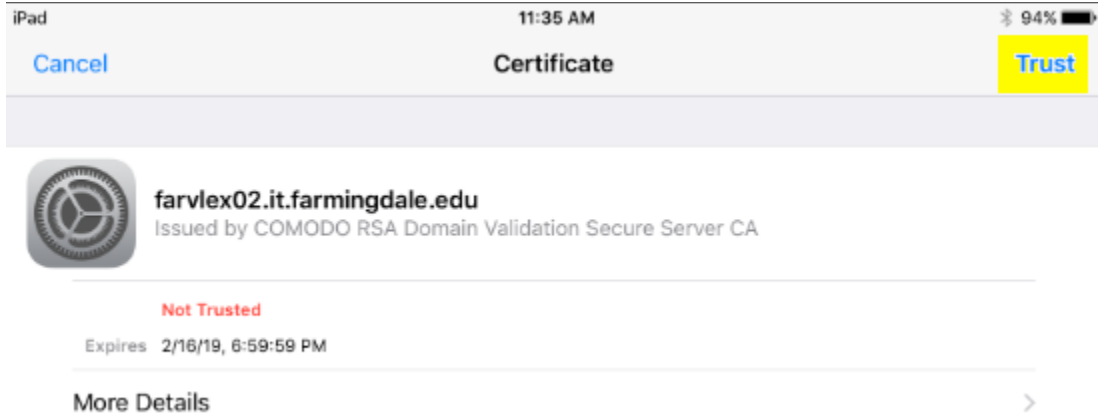 iPad 11:35 AM 94%
Cancel Certificate Trust
farvlex02.it.farmingdale.edu
Issued by COMODO RSA Domain Validation Secure Server CA
Not Trusted
Expires 2/16/19, 6:59:59 PM
More Details